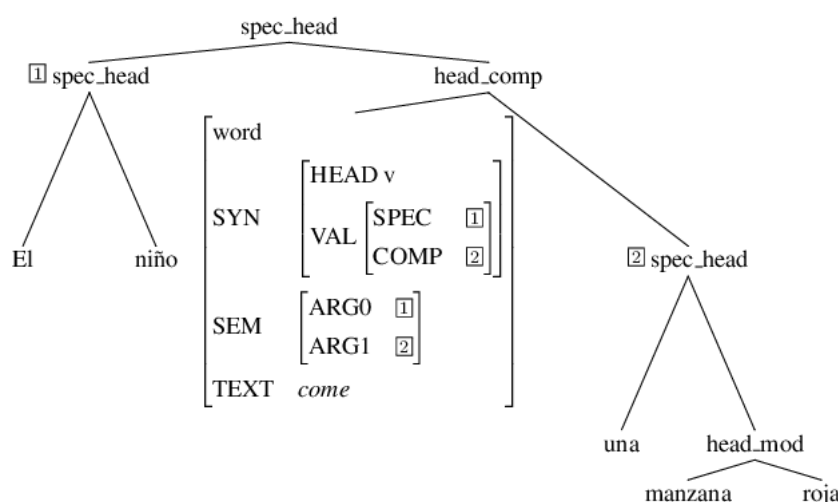 spec_head
1 spec_head
head_comp
word
SYN
HEAD v
VAL
SPEC 1
COMP 2
El
niño
2 spec_head
SEM
ARG0 1
ARG1 2
TEXT come
una
head_mod
manzana
roja